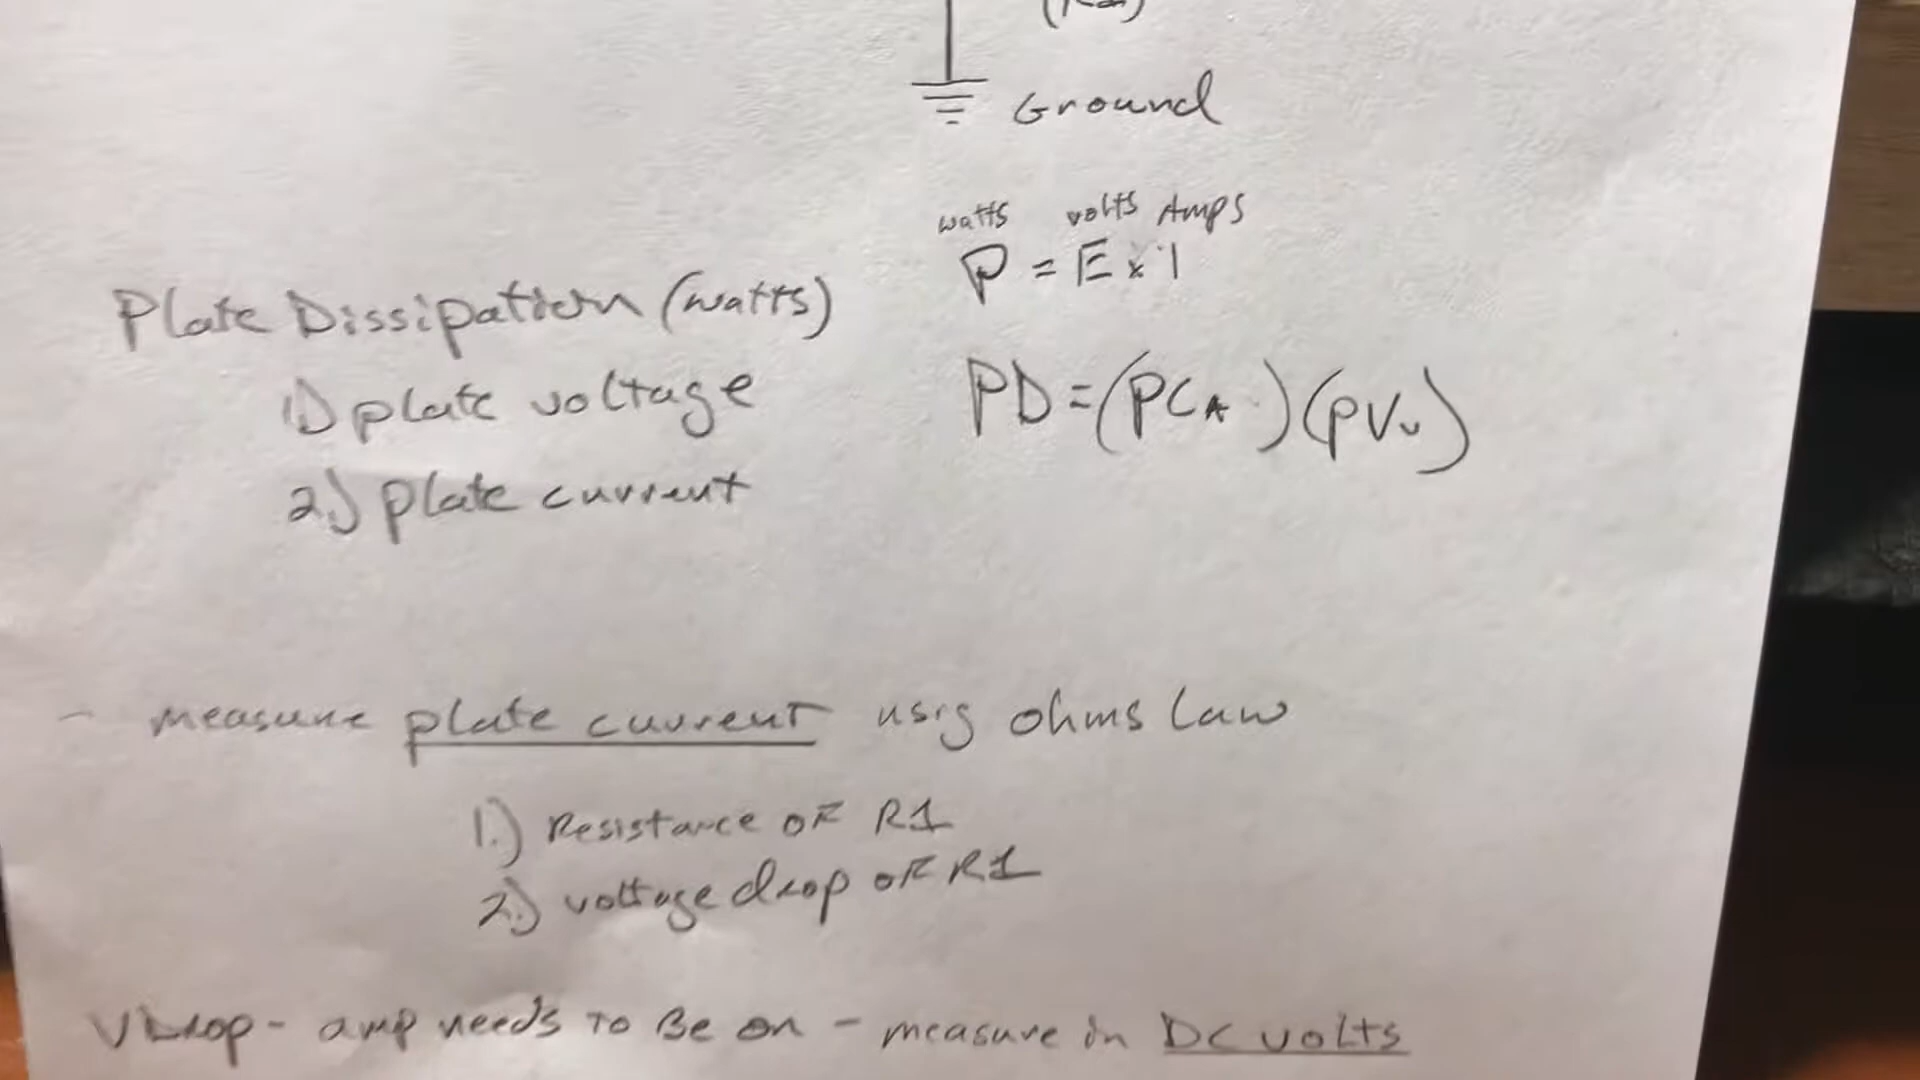 Ground
watts volts Amps
P = E x I
Plate Dissipation (watts)
1.) plate voltage
PD = (PCA) (PVv)
2.) plate current
- measure plate current usig ohms Law
1.) Resistance of R1
2.) voltage drop of R1
VDrop - amp needs to Be on - measure in DC volts